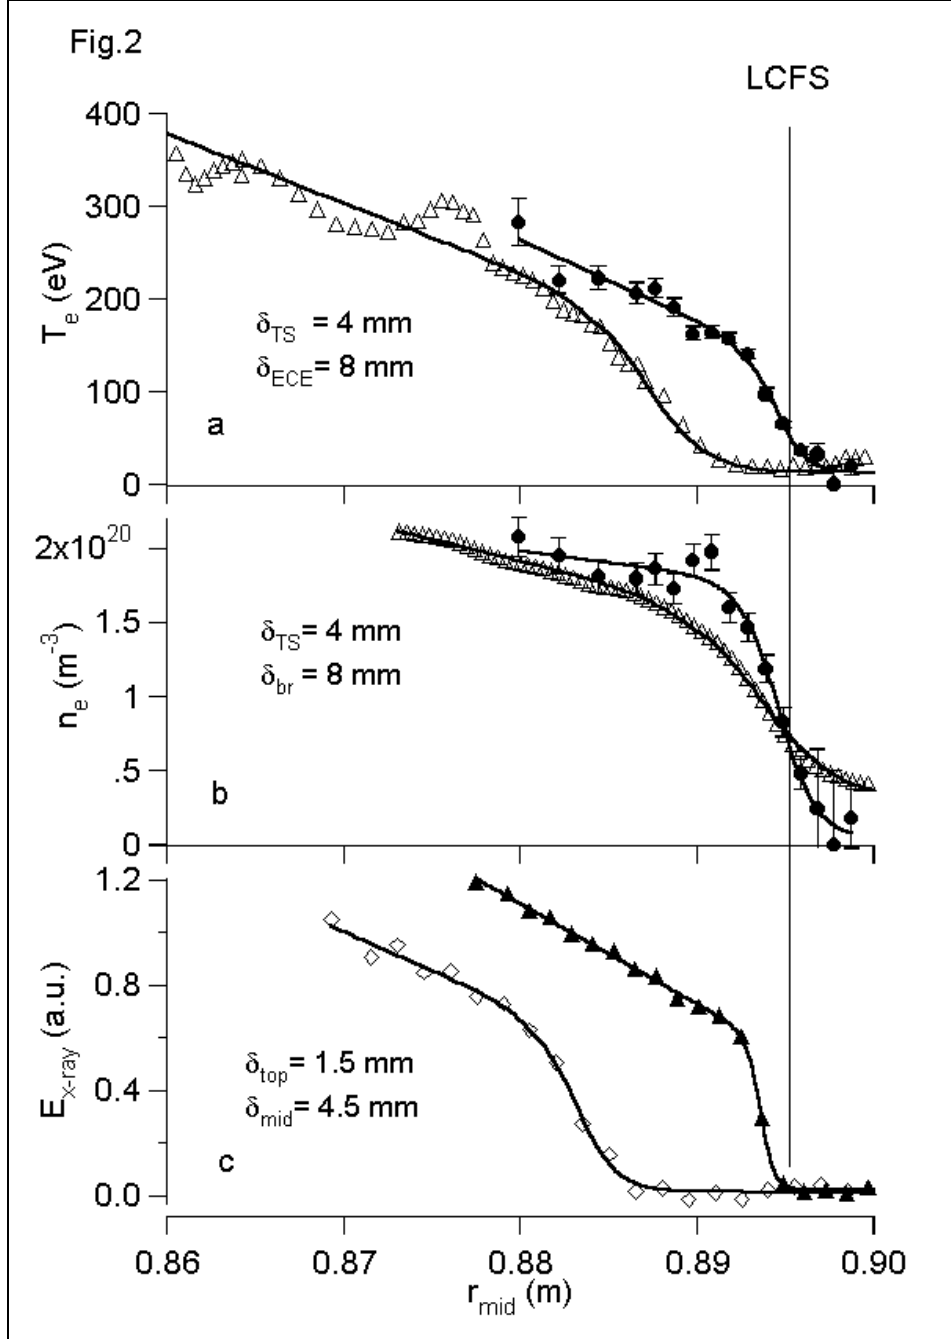 Fig.2
LCFS
400
300
200
100
0
T_e (eV)
δ_TS = 4 mm
δ_ECE = 8 mm
a
2x10^20
1.5
1
.5
0
n_e (m^-3)
δ_TS = 4 mm
δ_br = 8 mm
b
1.2
0.8
0.4
0.0
E_x-ray (a.u.)
δ_top = 1.5 mm
δ_mid = 4.5 mm
c
0.86 0.87 0.88 0.89 0.90
r_mid (m)